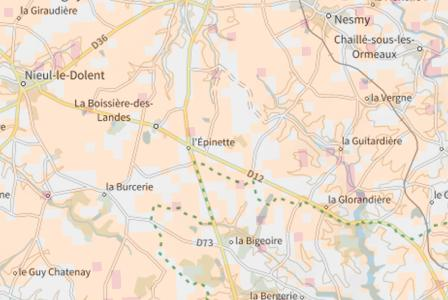 la Giraudière
Nesmy
D36
Chaillé-sous-les-
Ormeaux
Nieul-le-Dolent
La Boissière-des-
Landes
la Vergne
l'Épinette
la Guitardière
D12
la Burcerie
la Glorandière
D73
la Bigeoire
le Guy Chatenay
la Bergerie